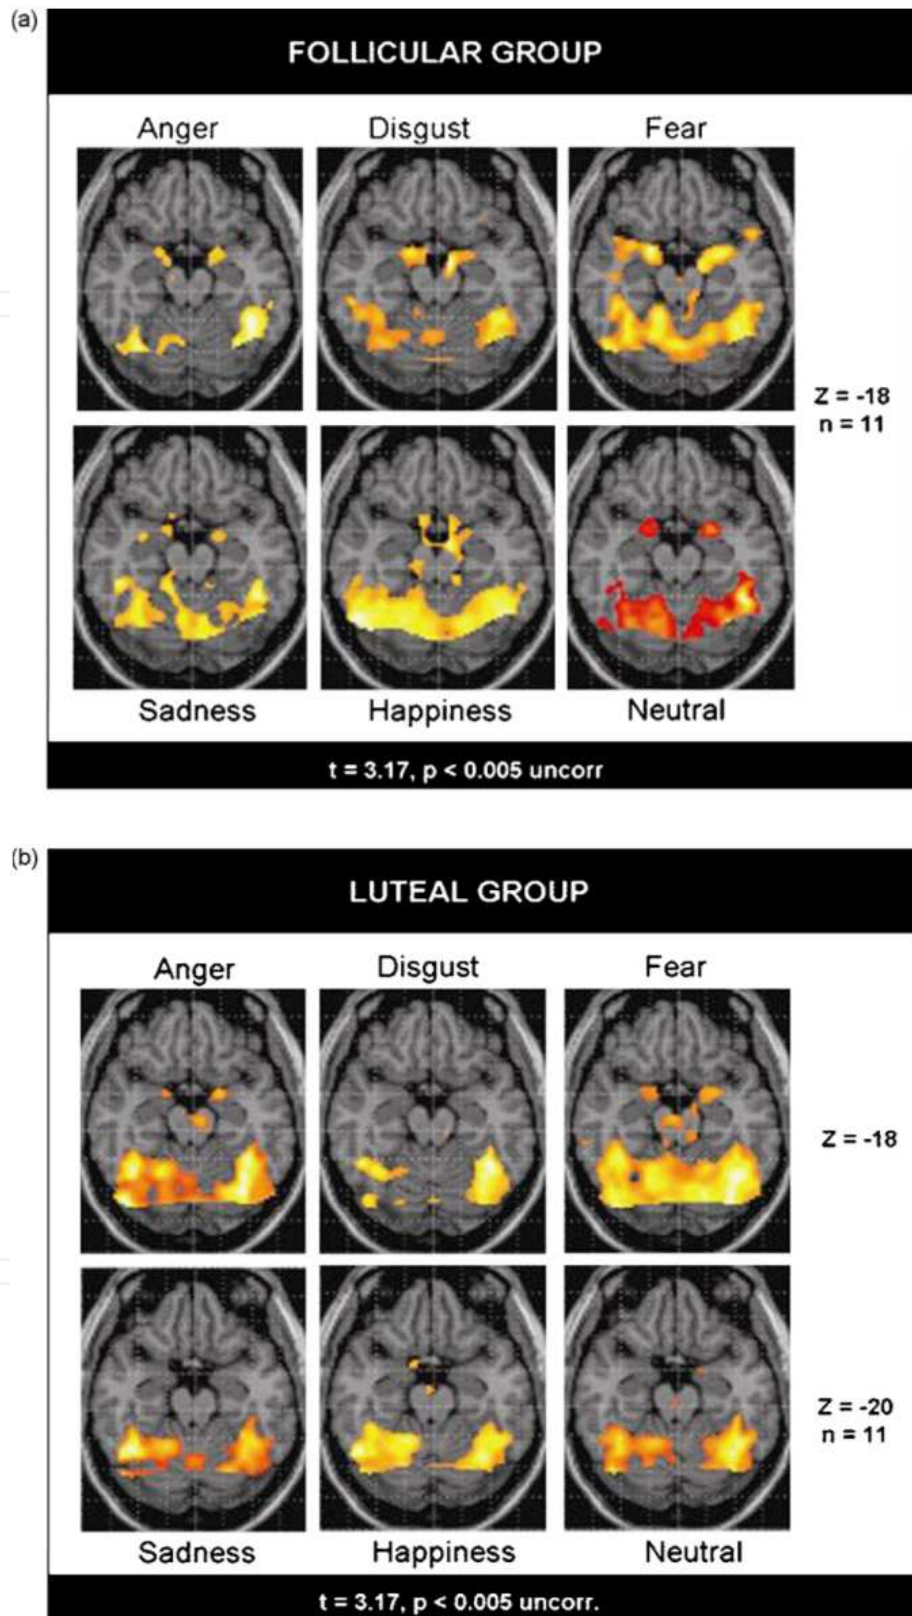 (a)
FOLLICULAR GROUP
Anger Disgust Fear
Z = -18
n = 11
Sadness Happiness Neutral
t = 3.17, p < 0.005 uncorr
(b)
LUTEAL GROUP
Anger Disgust Fear
Z = -18
Z = -20
n = 11
Sadness Happiness Neutral
t = 3.17, p < 0.005 uncorr.